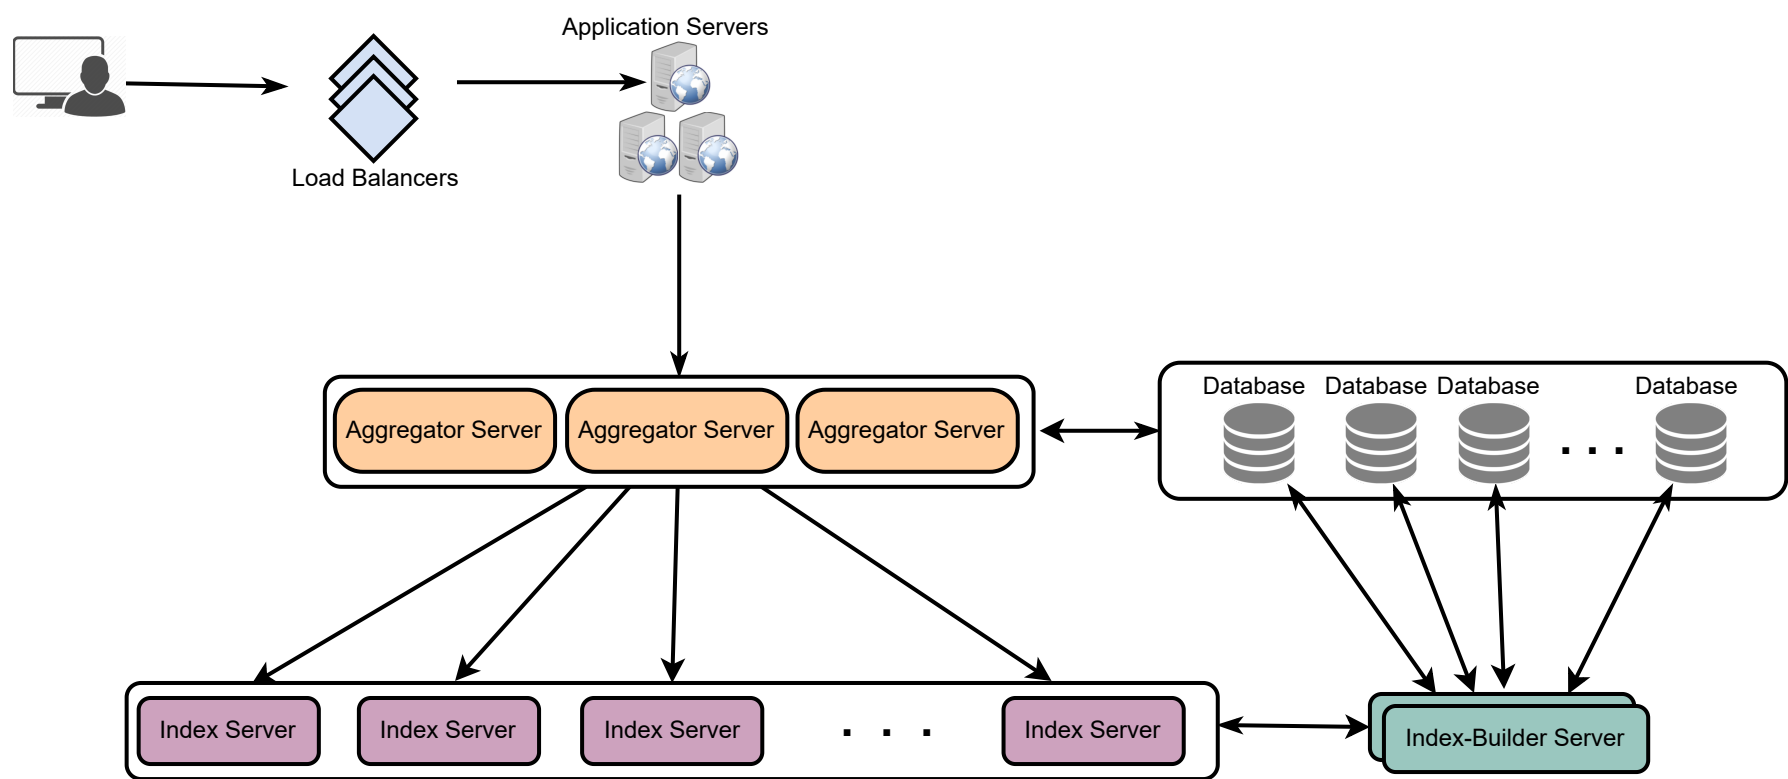 Application Servers
Load Balancers
Database Database Database Database
. . .
Aggregator Server Aggregator Server Aggregator Server
Index Server Index Server Index Server . . . Index Server
Index-Builder Server